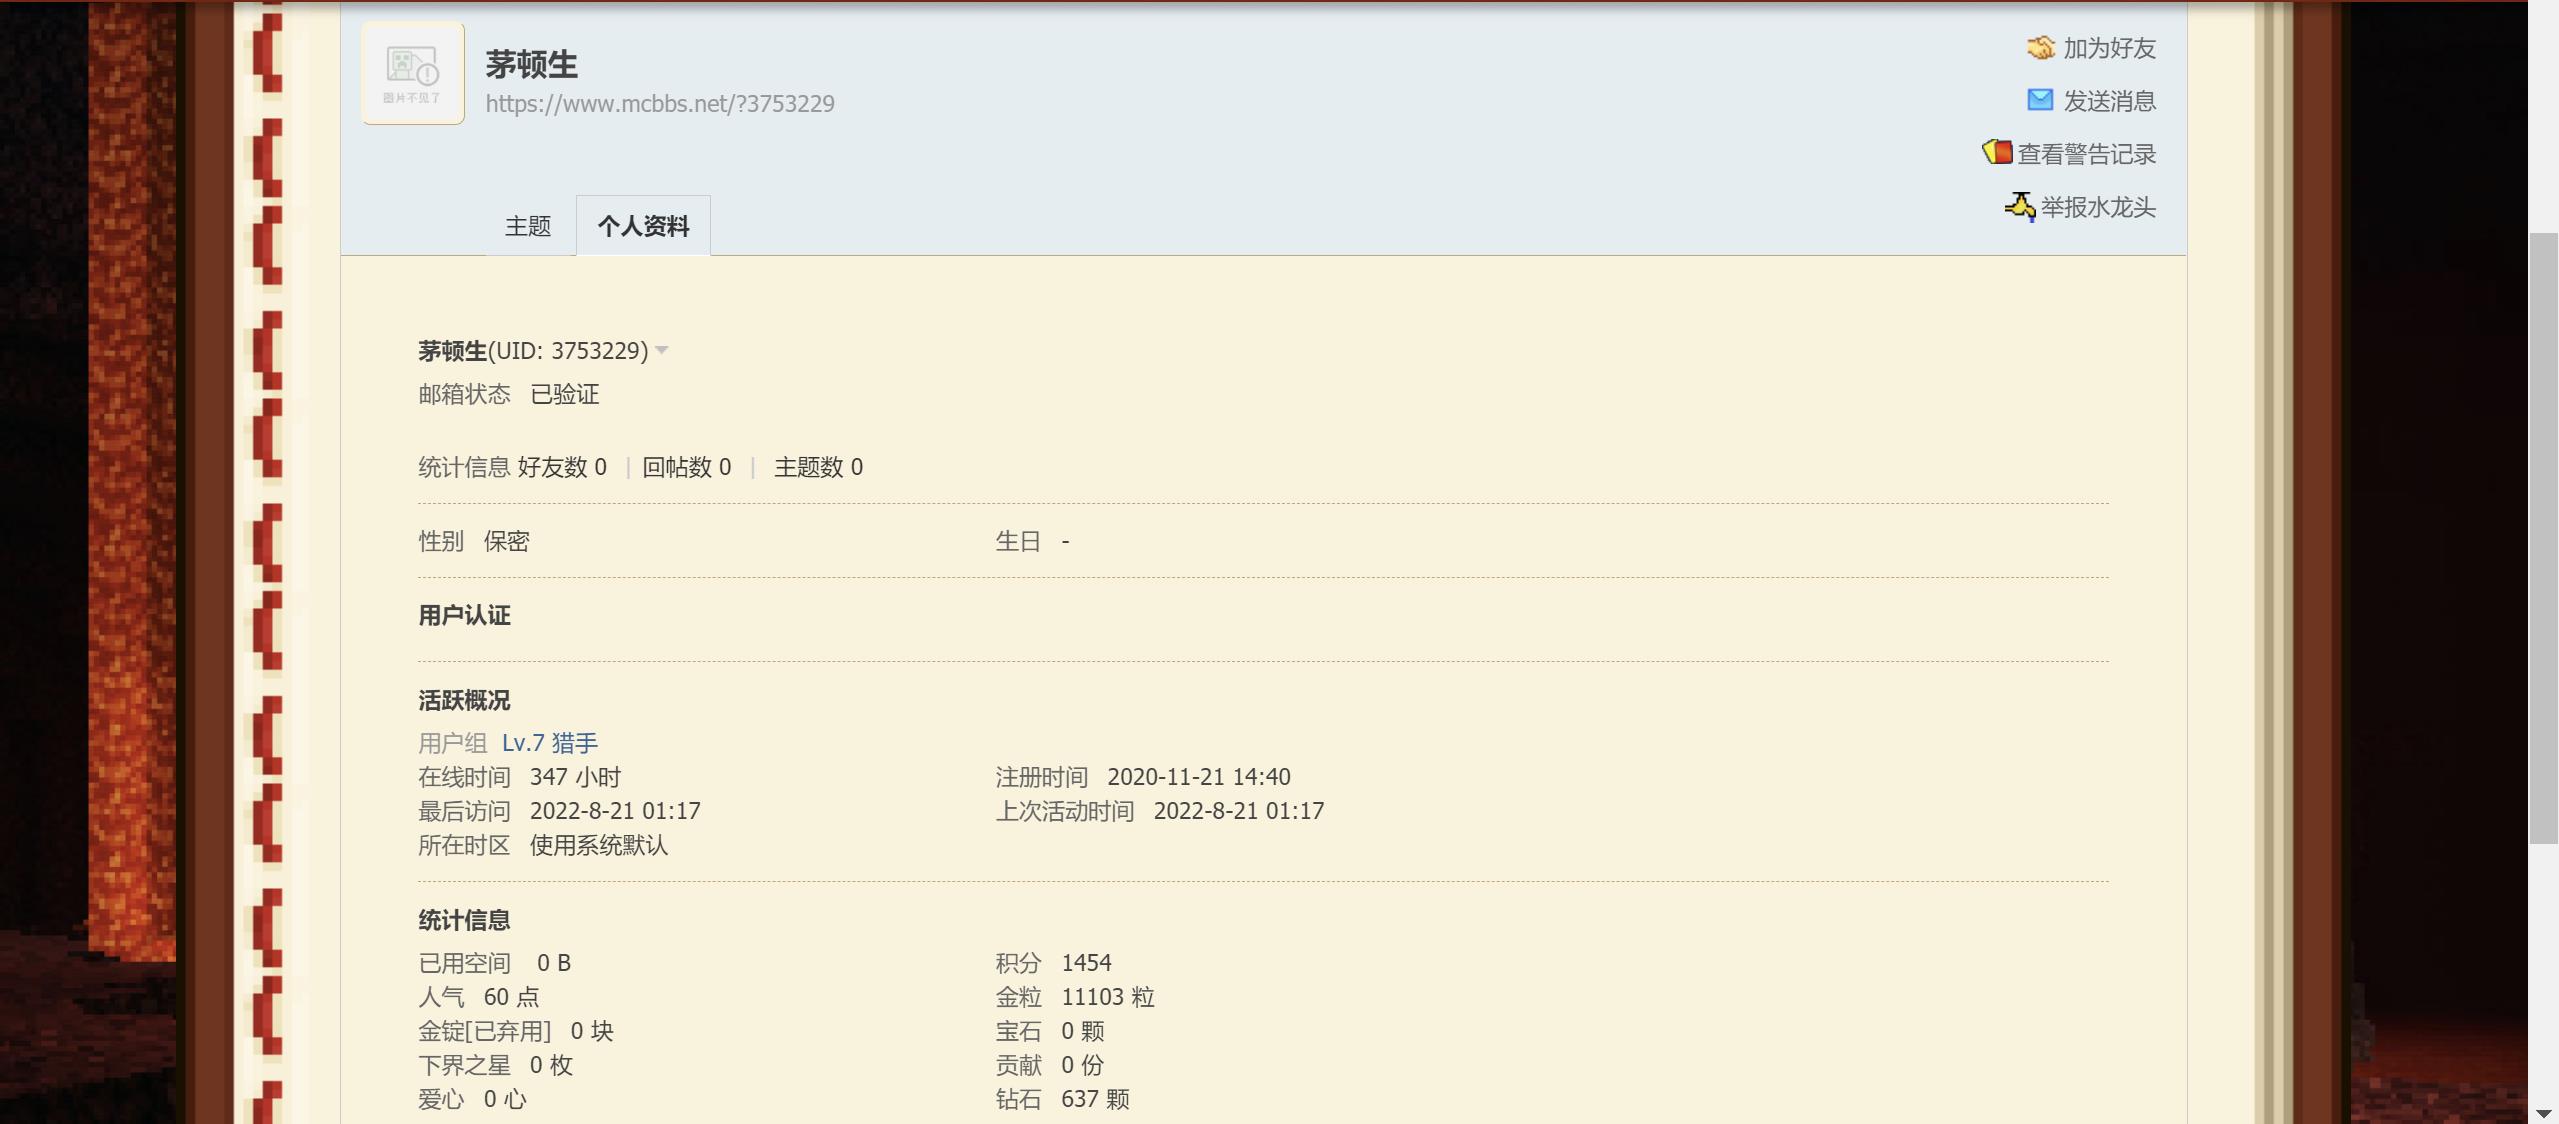 图片不见了
茅顿生
https://www.mcbbs.net/?3753229
加为好友
发送消息
查看警告记录
举报水龙头
主题 个人资料
茅顿生(UID: 3753229)
邮箱状态 已验证
统计信息 好友数 0 | 回帖数 0 | 主题数 0
性别 保密 生日 -
用户认证
活跃概况
用户组 Lv.7 猎手
在线时间 347 小时 注册时间 2020-11-21 14:40
最后访问 2022-8-21 01:17 上次活动时间 2022-8-21 01:17
所在时区 使用系统默认
统计信息
已用空间 0 B 积分 1454
人气 60 点 金粒 11103 粒
金锭[已弃用] 0 块 宝石 0 颗
下界之星 0 枚 贡献 0 份
爱心 0 心 钻石 637 颗